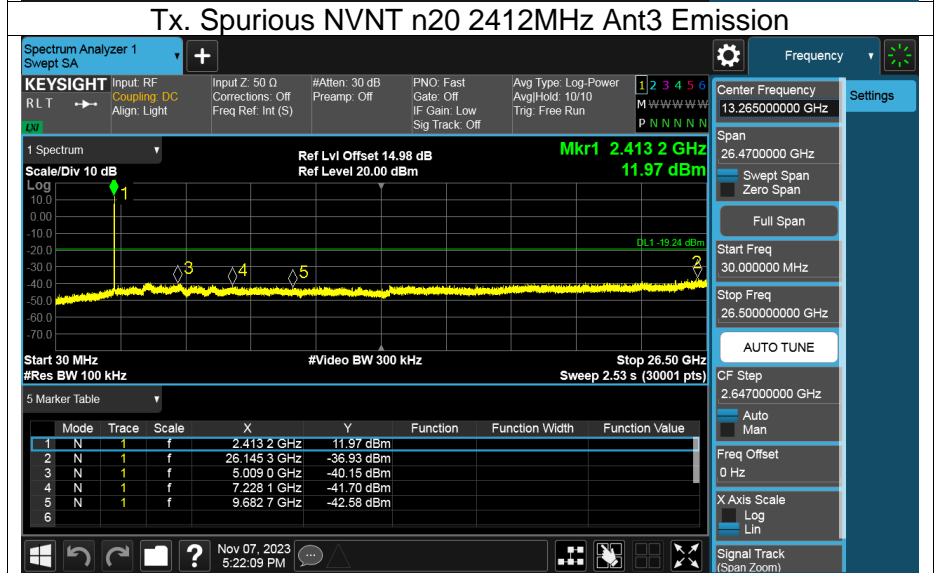 Tx. Spurious NVNT n20 2412MHz Ant3 Emission
Spectrum Analyzer 1
Swept SA
+
Frequency
Settings
KEYSIGHT
RLT
LXI
Input: RF
Coupling: DC
Align: Light
Input Z: 50 Ω
Corrections: Off
Freq Ref: Int (S)
#Atten: 30 dB
Preamp: Off
PNO: Fast
Gate: Off
IF Gain: Low
Sig Track: Off
Avg Type: Log-Power
Avg|Hold: 10/10
Trig: Free Run
1 2 3 4 5 6
M W W W W W
P N N N N N
1 Spectrum
Scale/Div 10 dB
Ref Lvl Offset 14.98 dB
Ref Level 20.00 dBm
Mkr1 2.413 2 GHz
11.97 dBm
Log
10.0
0.00
-10.0
-20.0
-30.0
-40.0
-50.0
-60.0
-70.0
1
3
4
5
2
DL1 -19.24 dBm
Start 30 MHz
#Res BW 100 kHz
#Video BW 300 kHz
Stop 26.50 GHz
Sweep 2.53 s (30001 pts)
5 Marker Table
Mode Trace Scale X Y Function Function Width Function Value
1 N 1 f 2.413 2 GHz 11.97 dBm
2 N 1 f 26.145 3 GHz -36.93 dBm
3 N 1 f 5.009 0 GHz -40.15 dBm
4 N 1 f 7.228 1 GHz -41.70 dBm
5 N 1 f 9.682 7 GHz -42.58 dBm
6
Center Frequency
13.265000000 GHz
Span
26.4700000 GHz
Swept Span
Zero Span
Full Span
Start Freq
30.000000 MHz
Stop Freq
26.500000000 GHz
AUTO TUNE
CF Step
2.647000000 GHz
Auto
Man
Freq Offset
0 Hz
X Axis Scale
Log
Lin
Signal Track
(Span Zoom)
?
Nov 07, 2023
5:22:09 PM